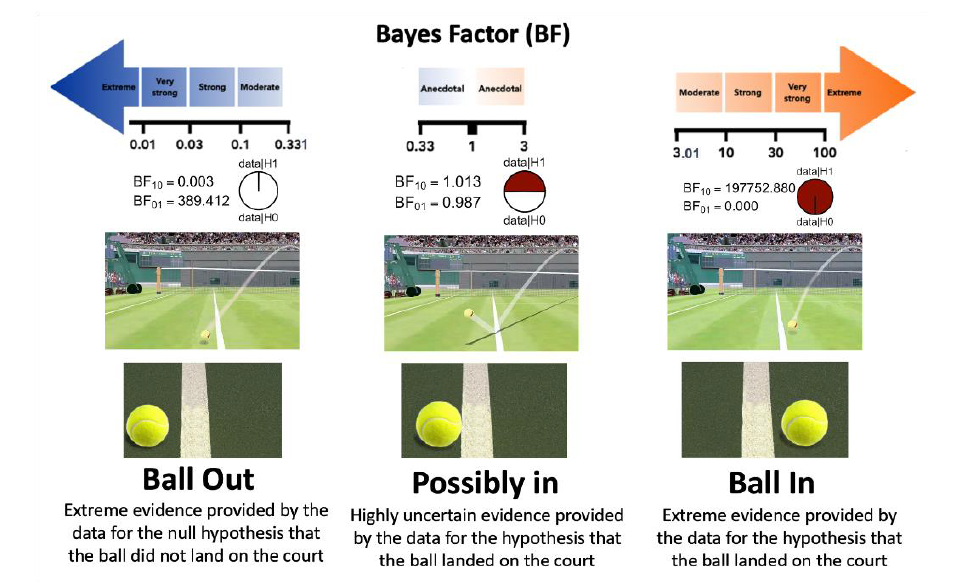 Bayes Factor (BF)
Extreme
Very
strong
Strong
Moderate
0.01 0.03 0.1 0.331
data|H1
BF₁₀ = 0.003
BF₀₁ = 389.412
data|H0
Anecdotal
Anecdotal
0.33 1 3
data|H1
BF₁₀ = 1.013
BF₀₁ = 0.987
data|H0
Moderate
Strong
Very
strong
Extreme
3.01 10 30 100
data|H1
BF₁₀ = 197752.880
BF₀₁ = 0.000
data|H0
Ball Out
Extreme evidence provided by the
data for the null hypothesis that
the ball did not land on the court
Possibly in
Highly uncertain evidence provided
by the data for the hypothesis that
the ball landed on the court
Ball In
Extreme evidence provided by
the data for the hypothesis that
the ball landed on the court